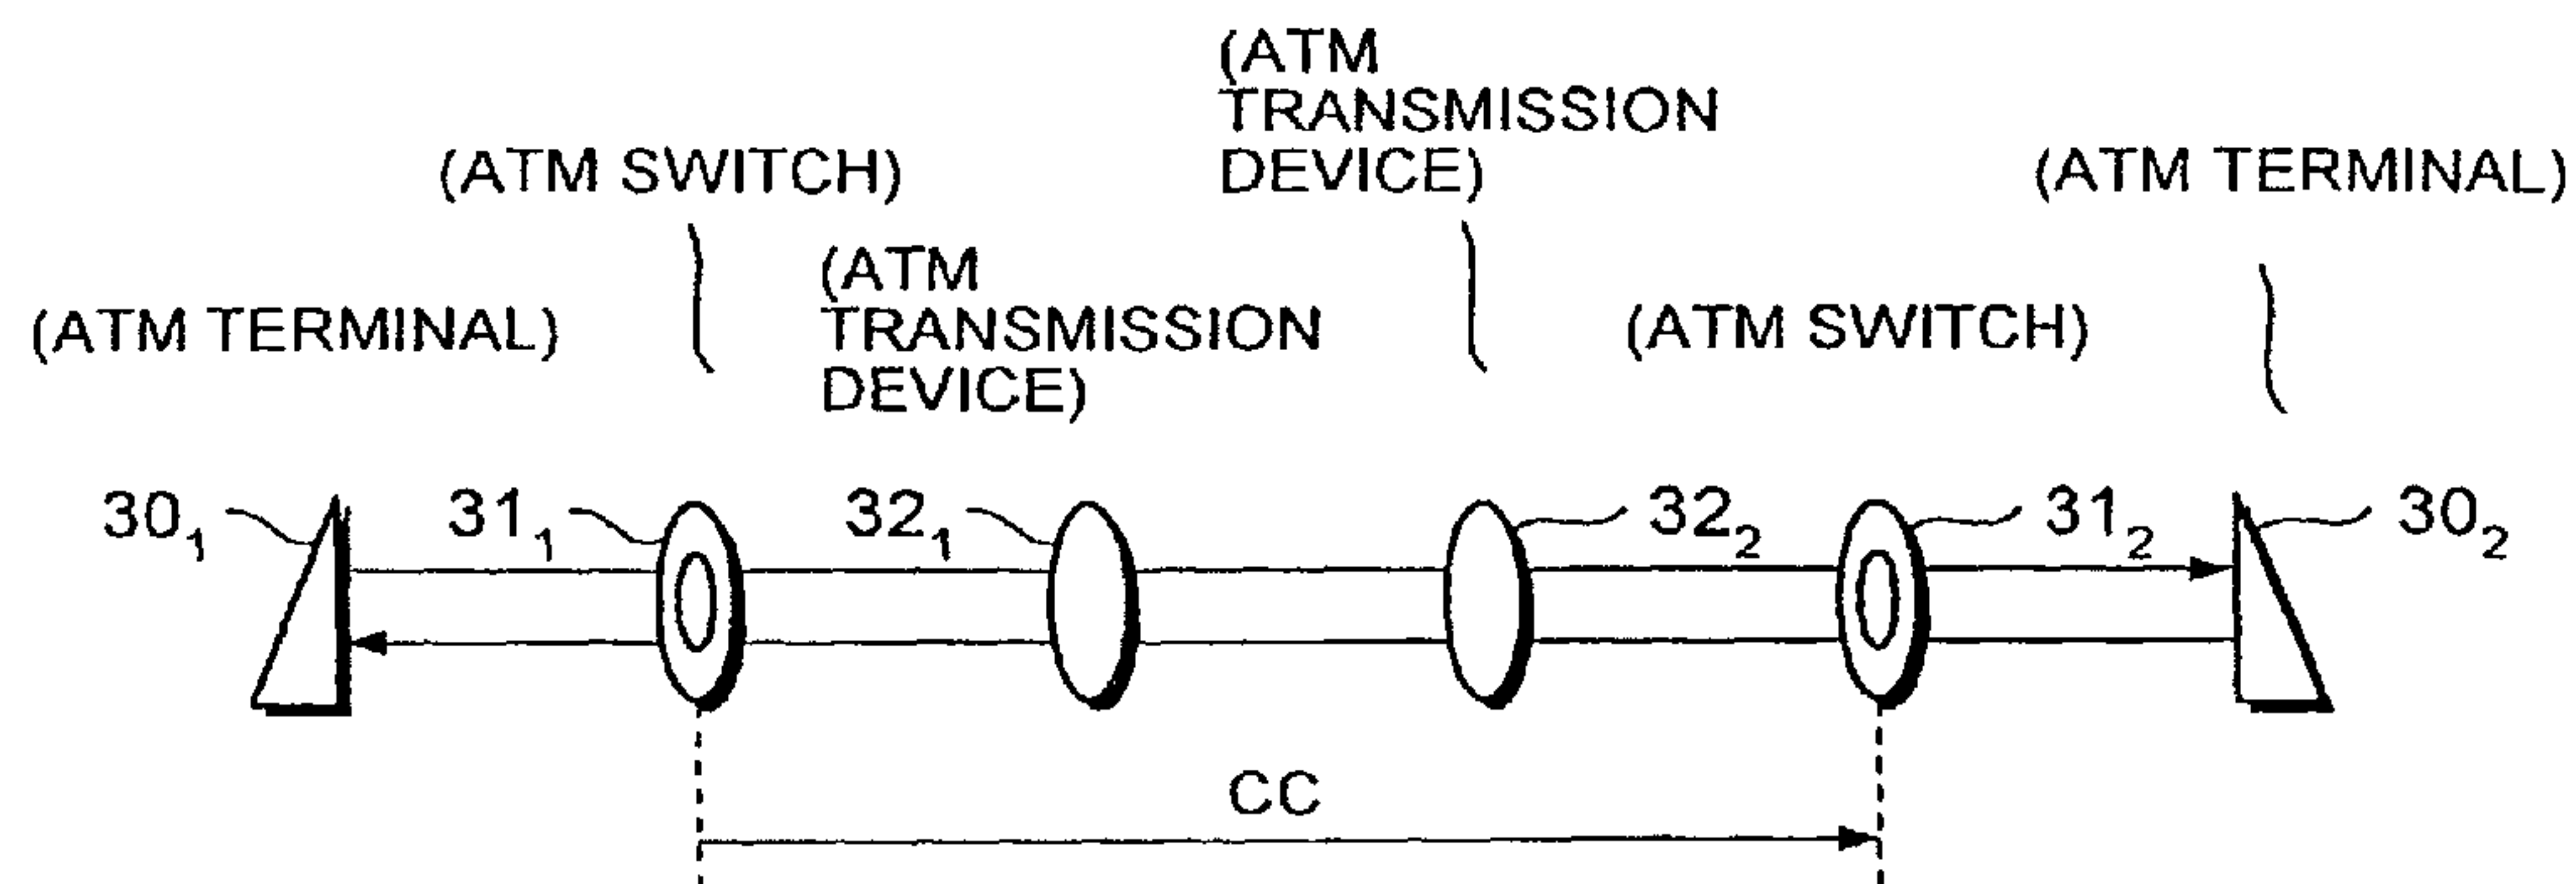 (ATM
TRANSMISSION
DEVICE)
(ATM SWITCH)
(ATM TERMINAL)
(ATM
TRANSMISSION
DEVICE)
(ATM TERMINAL)
(ATM SWITCH)
30₁ 31₁ 32₁ 32₂ 31₂ 30₂
CC